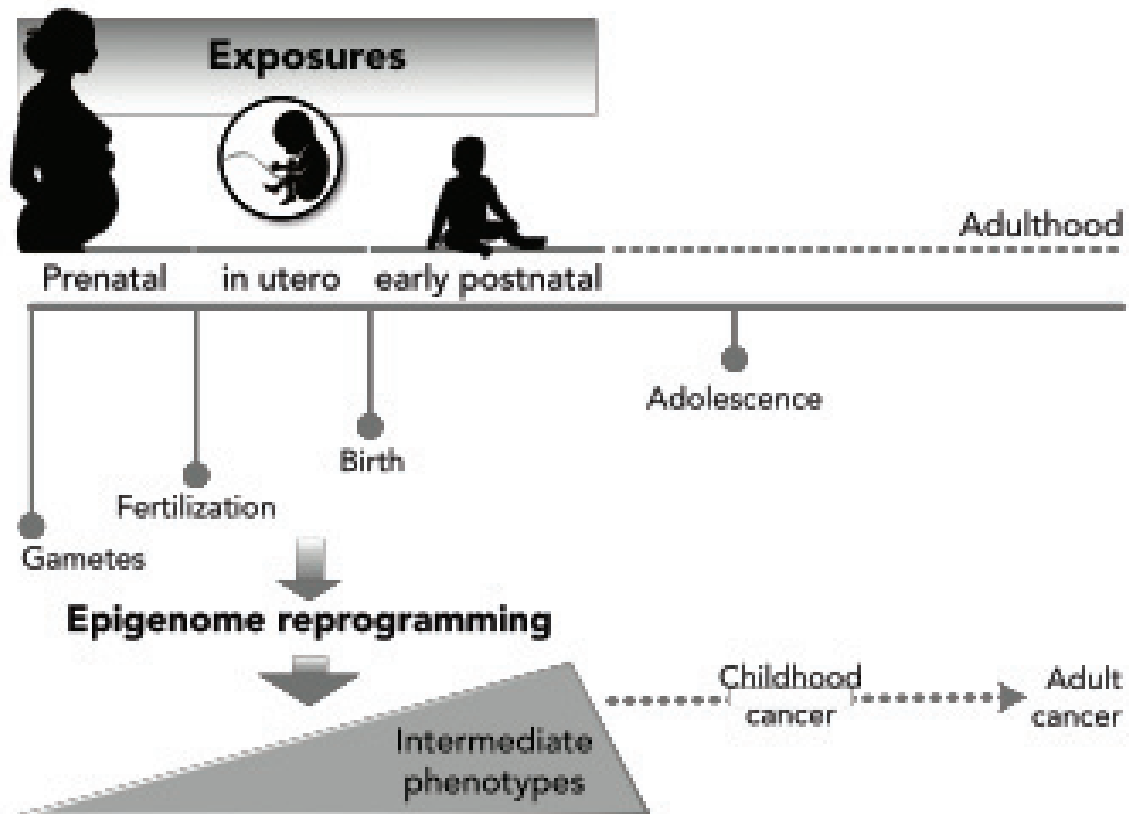 Exposures
Adulthood
Prenatal in utero early postnatal
Adolescence
Birth
Fertilization
Gametes
Epigenome reprogramming
Childhood
cancer
Adult
cancer
Intermediate
phenotypes